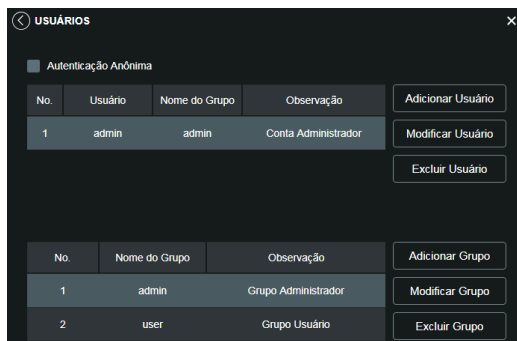 USUÁRIOS
Autenticação Anônima
No. Usuário Nome do Grupo Observação Adicionar Usuário
1 admin admin Conta Administrador Modificar Usuário
Excluir Usuário
No. Nome do Grupo Observação Adicionar Grupo
1 admin Grupo Administrador Modificar Grupo
2 user Grupo Usuário Excluir Grupo